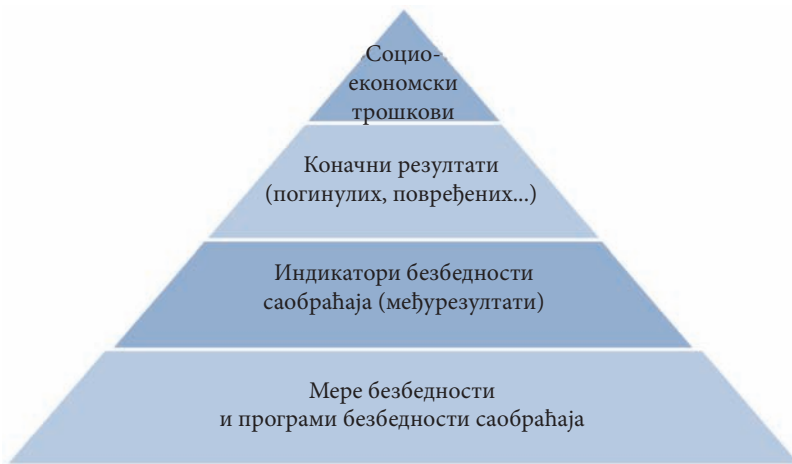 Социо-
економски
трошкови
Коначни резултати
(погинулих, повређених...)
Индикатори безбедности
саобраћаја (међурезултати)
Мере безбедности
и програми безбедности саобраћаја